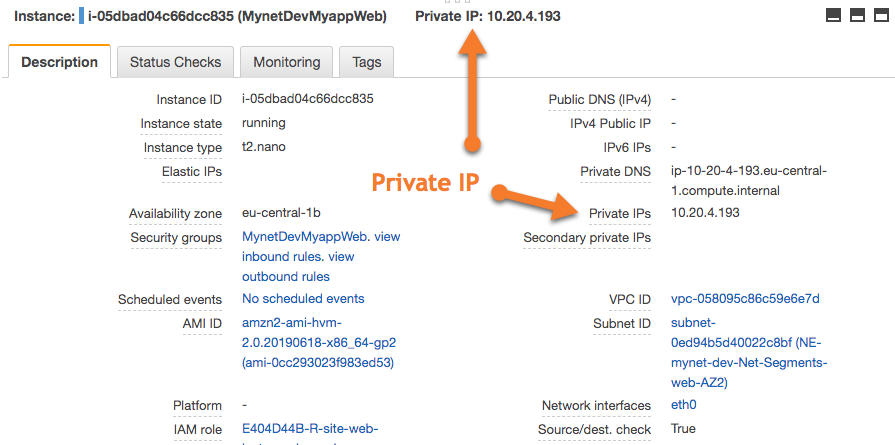 Instance: i-05dbad04c66dcc835 (MynetDevMyappWeb) Private IP: 10.20.4.193
Description Status Checks Monitoring Tags
Instance ID i-05dbad04c66dcc835 Public DNS (IPv4) -
Instance state running IPv4 Public IP -
Instance type t2.nano IPv6 IPs -
Elastic IPs Private DNS ip-10-20-4-193.eu-central-
1.compute.internal
Private IP
Availability zone eu-central-1b Private IPs 10.20.4.193
Security groups MynetDevMyappWeb. view Secondary private IPs
inbound rules. view
outbound rules
Scheduled events No scheduled events VPC ID vpc-058095c86c59e6e7d
AMI ID amzn2-ami-hvm- Subnet ID subnet-
2.0.20190618-x86_64-gp2 0ed94b5d40022c8bf (NE-
(ami-0cc293023f983ed53) mynet-dev-Net-Segments-
web-AZ2)
Platform - Network interfaces eth0
IAM role E404D44B-R-site-web- Source/dest. check True